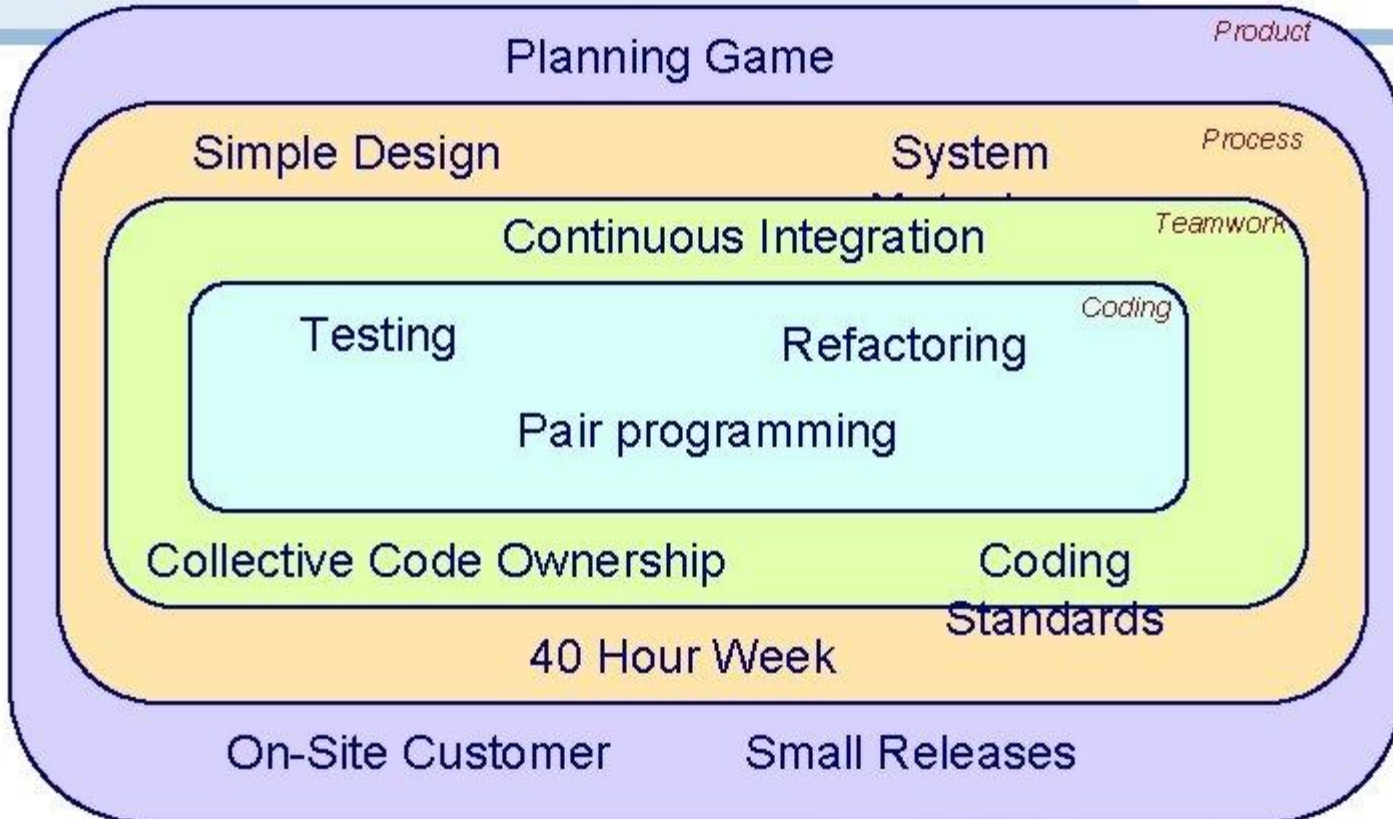 Product
Planning Game
Process
Simple Design
System
Teamwork
Continuous Integration
Coding
Testing
Refactoring
Pair programming
Collective Code Ownership
Coding
Standards
40 Hour Week
On-Site Customer
Small Releases